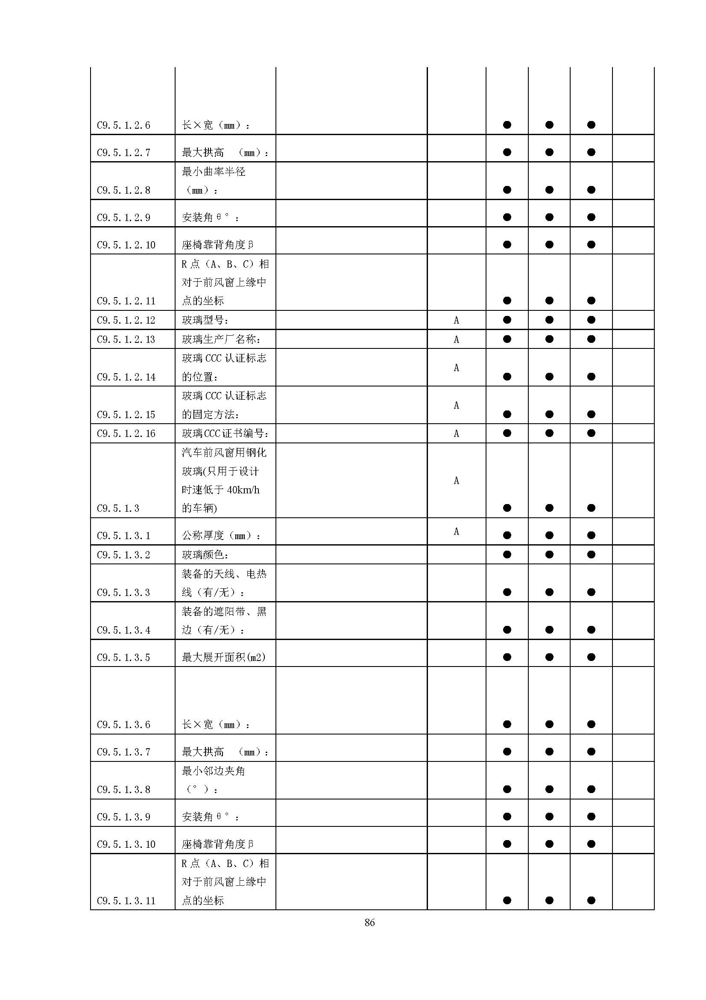 C9.5.1.2.6 长×宽（mm）： ● ● ●
C9.5.1.2.7 最大拱高 （mm）： ● ● ●
最小曲率半径
C9.5.1.2.8 （mm）： ● ● ●
C9.5.1.2.9 安装角θ°： ● ● ●
C9.5.1.2.10 座椅靠背角度β ● ● ●
R 点（A、B、C）相
对于前风窗上缘中
C9.5.1.2.11 点的坐标 ● ● ●
C9.5.1.2.12 玻璃型号： A ● ● ●
C9.5.1.2.13 玻璃生产厂名称： A ● ● ●
玻璃 CCC 认证标志
A
C9.5.1.2.14 的位置： ● ● ●
玻璃 CCC 认证标志
A
C9.5.1.2.15 的固定方法： ● ● ●
C9.5.1.2.16 玻璃CCC证书编号： A ● ● ●
汽车前风窗用钢化
玻璃(只用于设计
A
时速低于 40km/h
C9.5.1.3 的车辆) ● ● ●
C9.5.1.3.1 公称厚度（mm）： A ● ● ●
C9.5.1.3.2 玻璃颜色： ● ● ●
装备的天线、电热
C9.5.1.3.3 线（有/无）： ● ● ●
装备的遮阳带、黑
C9.5.1.3.4 边（有/无）： ● ● ●
C9.5.1.3.5 最大展开面积(m2) ● ● ●
C9.5.1.3.6 长×宽（mm）： ● ● ●
C9.5.1.3.7 最大拱高 （mm）： ● ● ●
最小邻边夹角
C9.5.1.3.8 （°）： ● ● ●
C9.5.1.3.9 安装角θ°： ● ● ●
C9.5.1.3.10 座椅靠背角度β ● ● ●
R 点（A、B、C）相
对于前风窗上缘中
C9.5.1.3.11 点的坐标 ● ● ●
86